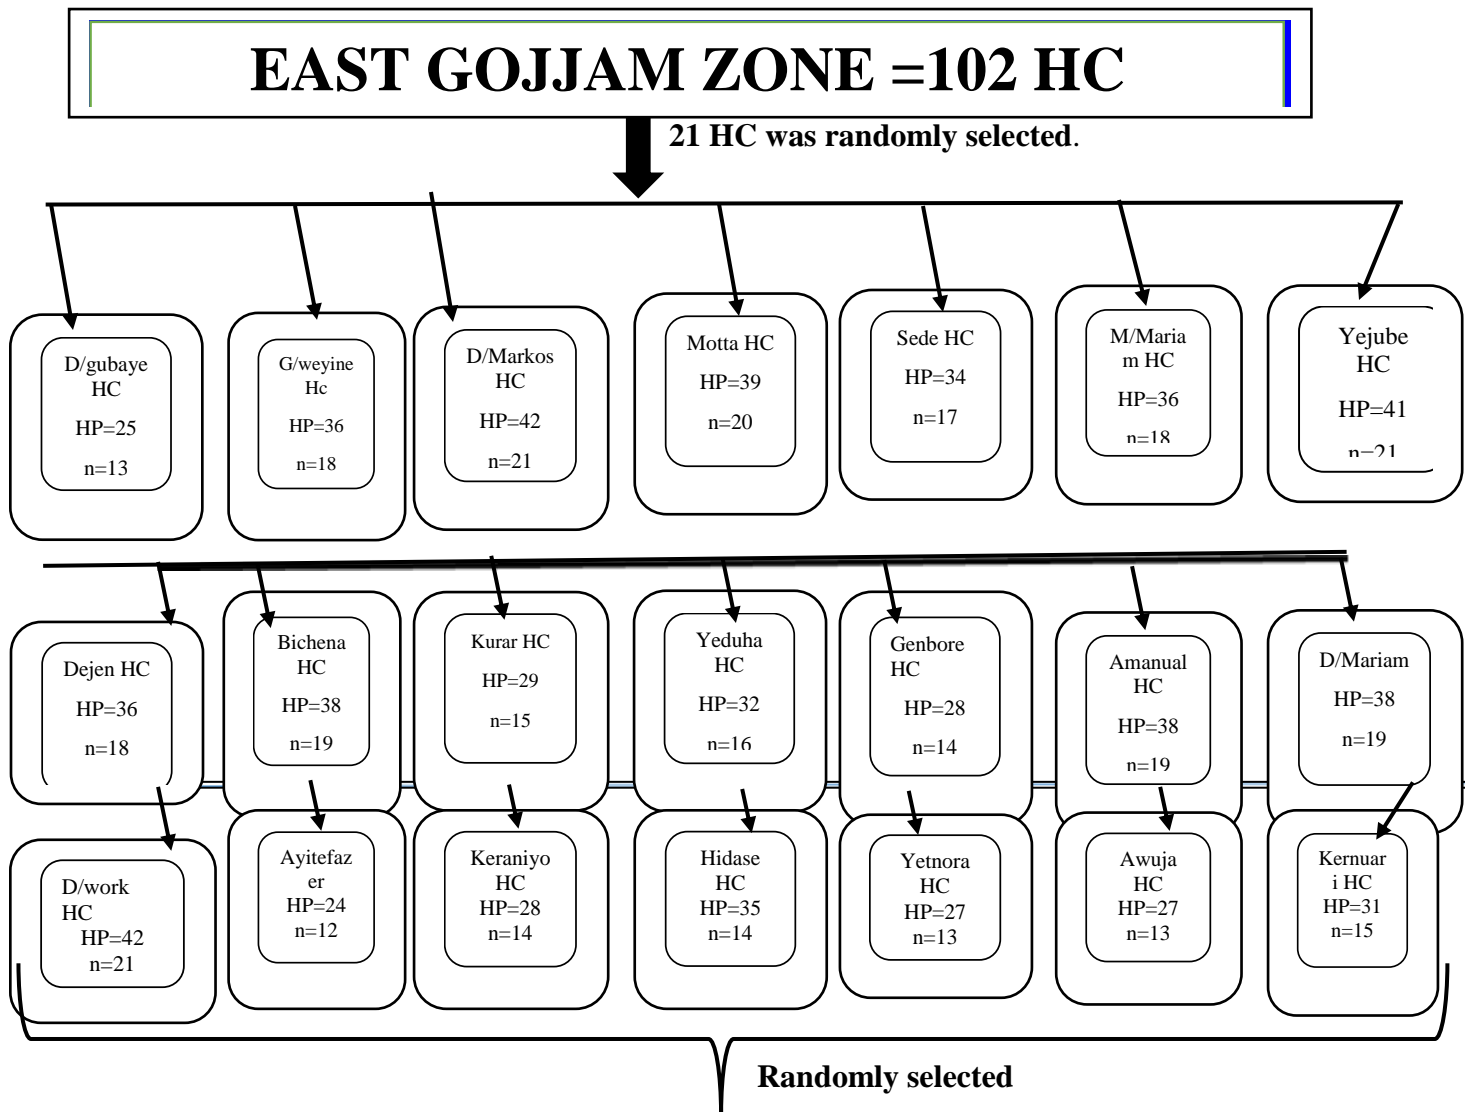 EAST GOJJAM ZONE =102 HC
21 HC was randomly selected.
D/gubaye
HC
HP=25
n=13
G/weyine
Hc
HP=36
n=18
D/Markos
HC
HP=42
n=21
Motta HC
HP=39
n=20
Sede HC
HP=34
n=17
M/Maria
m HC
HP=36
n=18
Yejube
HC
HP=41
n=21
Dejen HC
HP=36
n=18
Bichena
HC
HP=38
n=19
Kurar HC
HP=29
n=15
Yeduha
HC
HP=32
n=16
Genbore
HC
HP=28
n=14
Amanual
HC
HP=38
n=19
D/Mariam
HP=38
n=19
D/work
HC
HP=42
n=21
Ayitefaz
er
HP=24
n=12
Keraniyo
HC
HP=28
n=14
Hidase
HC
HP=35
n=14
Yetnora
HC
HP=27
n=13
Awuja
HC
HP=27
n=13
Kernuar
i HC
HP=31
n=15
Randomly selected